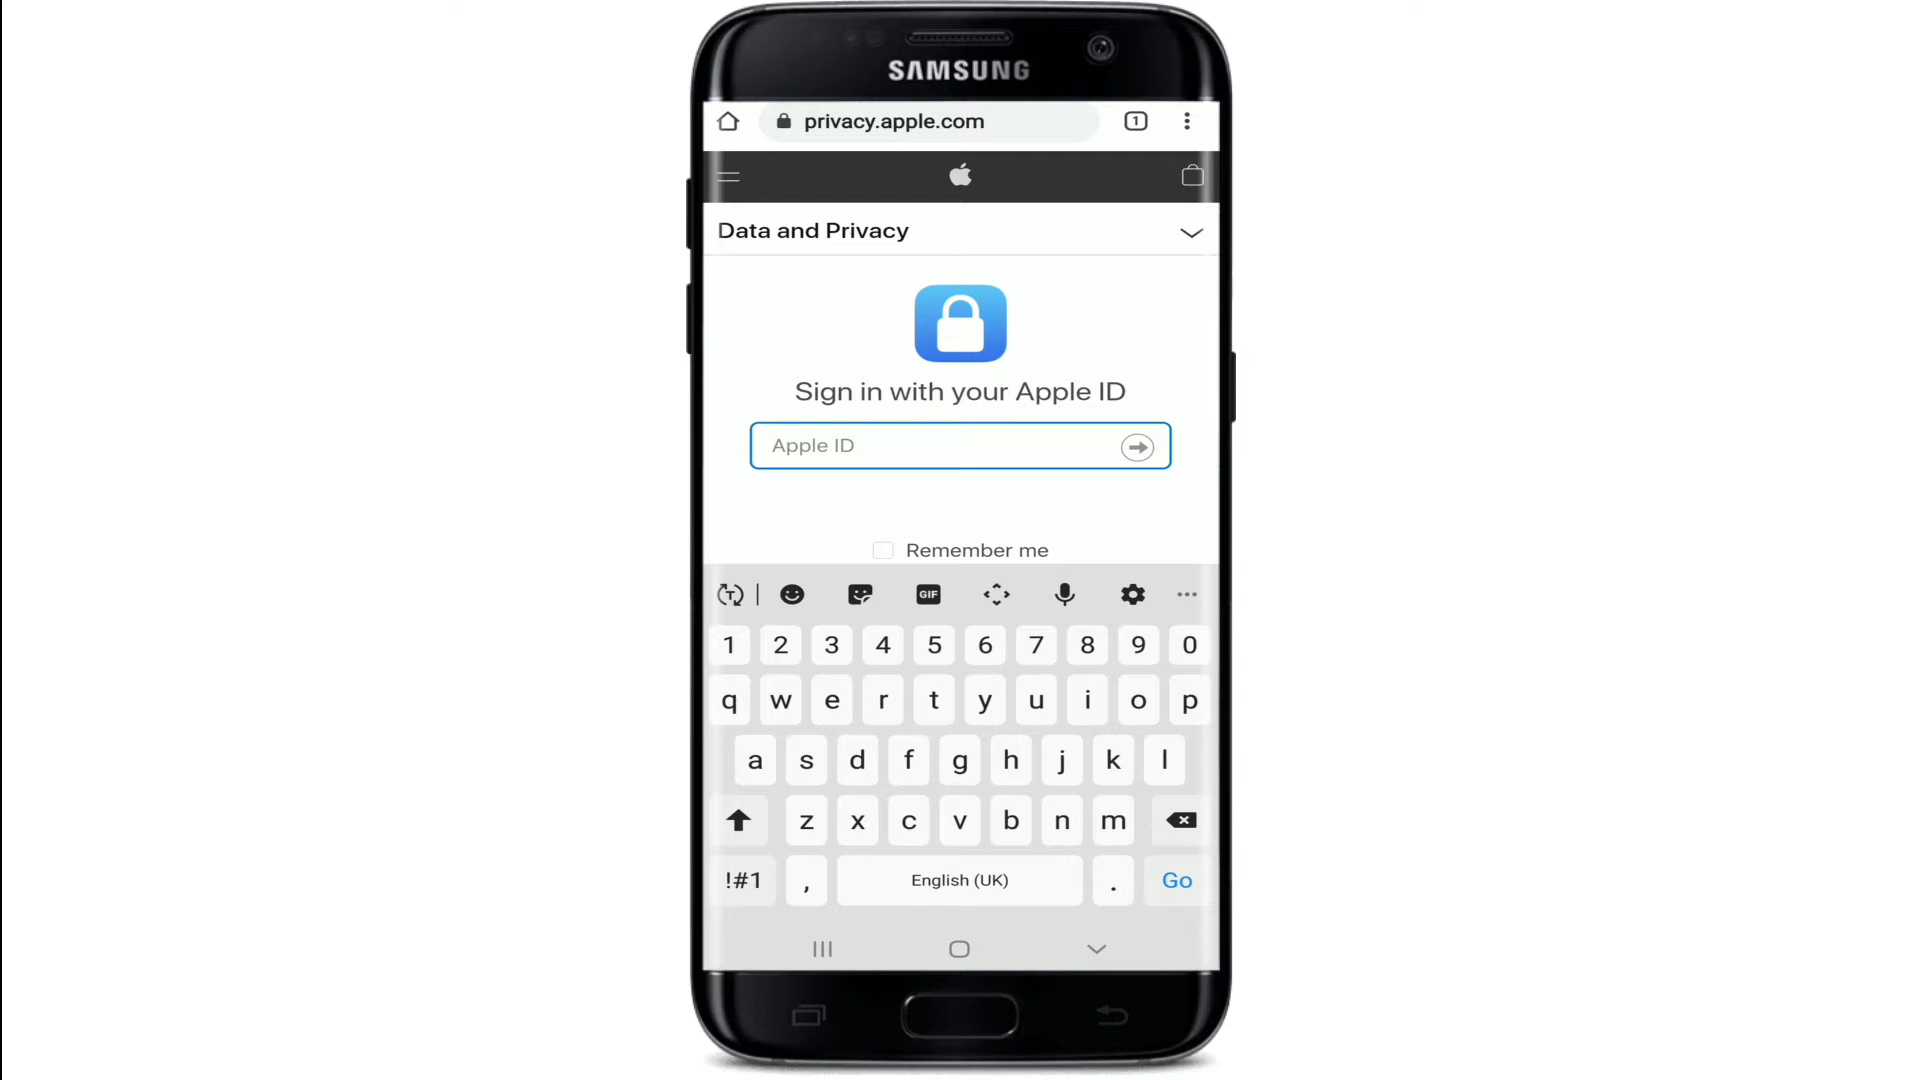 SAMSUNG
privacy.apple.com
1
Data and Privacy
Sign in with your Apple ID
Apple ID
Remember me
T GIF
1 2 3 4 5 6 7 8 9 0
q w e r t y u i o p
a s d f g h j k l
z x c v b n m
!#1 , English (UK) . Go